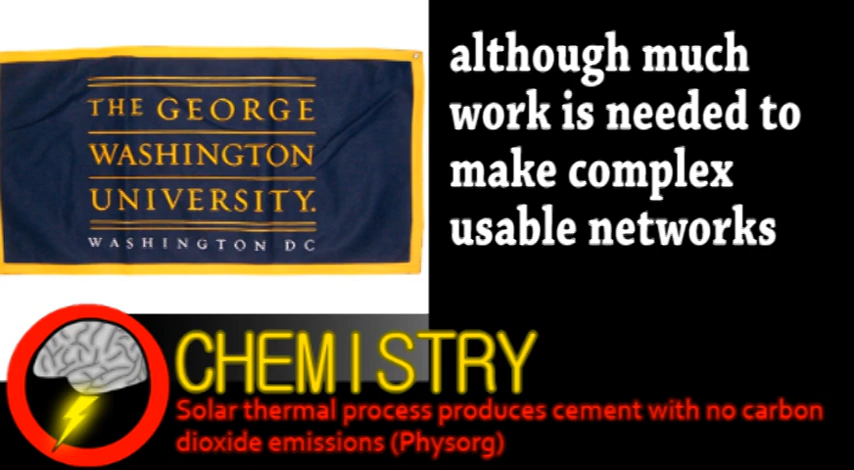 THE GEORGE
WASHINGTON
UNIVERSITY.
WASHINGTON DC
although much
work is needed to
make complex
usable networks
CHEMISTRY
Solar thermal process produces cement with no carbon
dioxide emissions (Physorg)